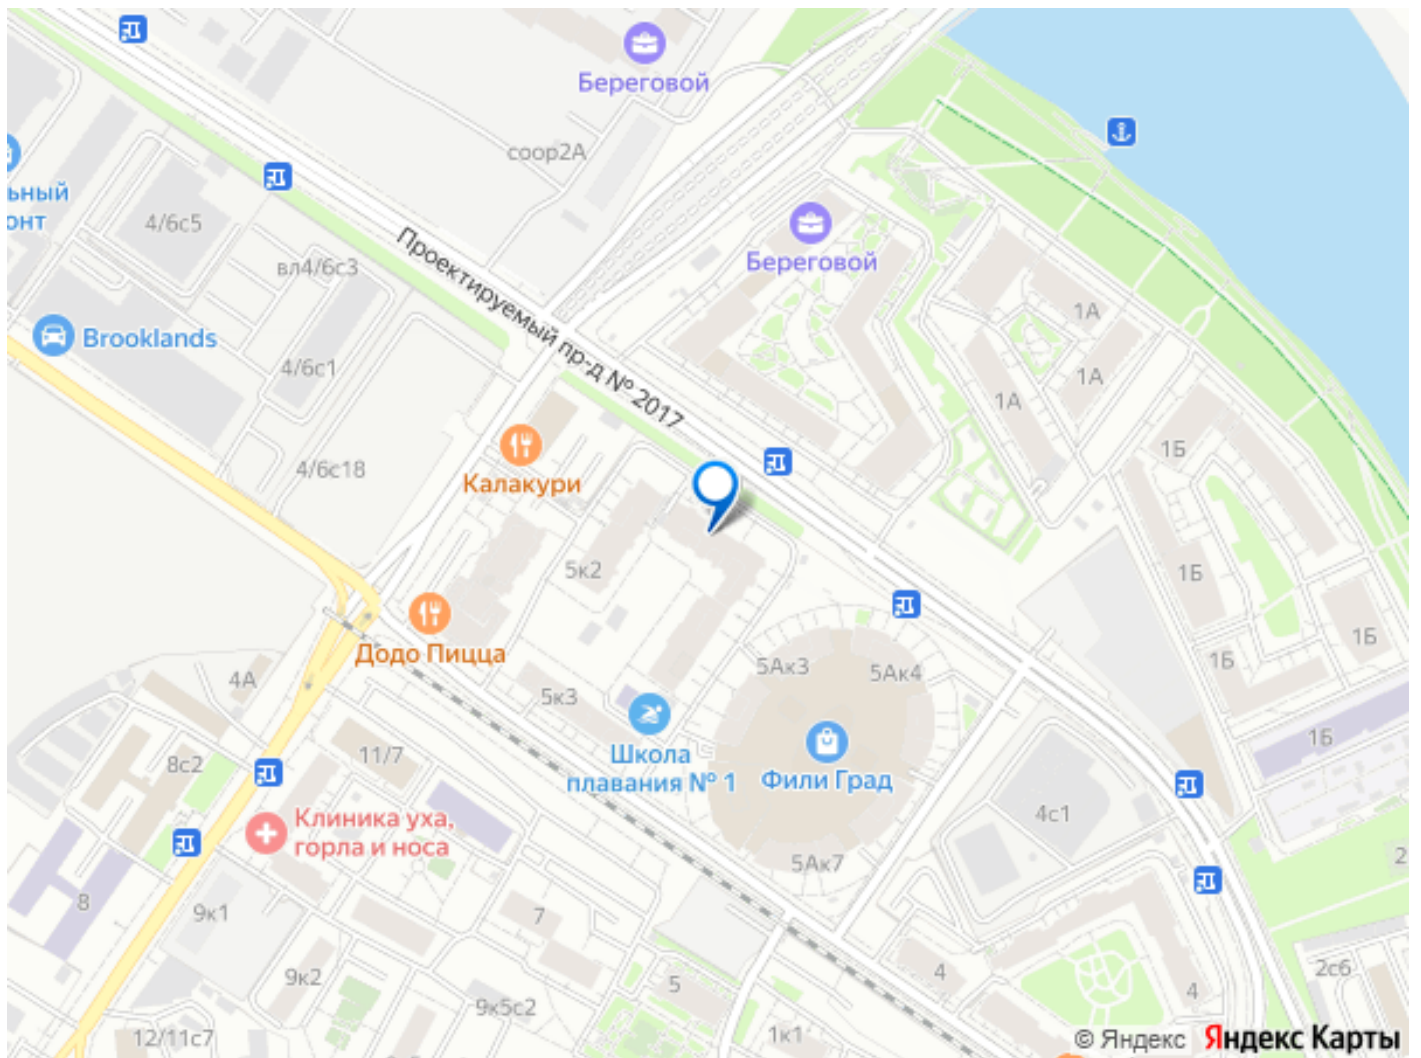 Береговой
соор2А
ьный
онт
4/6с5
Береговой
вл4/6с3
Проектируемый пр-д № 2017
1А
Brooklands
4/6с1
1А
1А
1Б
4/6с18
Калакури
5к2
1Б
1Б
Додо Пицца
5Ак3
5Ак4
1Б
4А
5к3
8с2
11/7
Школа
плавания № 1
Фили Град
1Б
4с1
Клиника уха,
горла и носа
5Ак7
2
8
9к1
7
9к2
5
4
4
2с6
9к5с2
12/11с7
1к1
© Яндекс Яндекс Карты